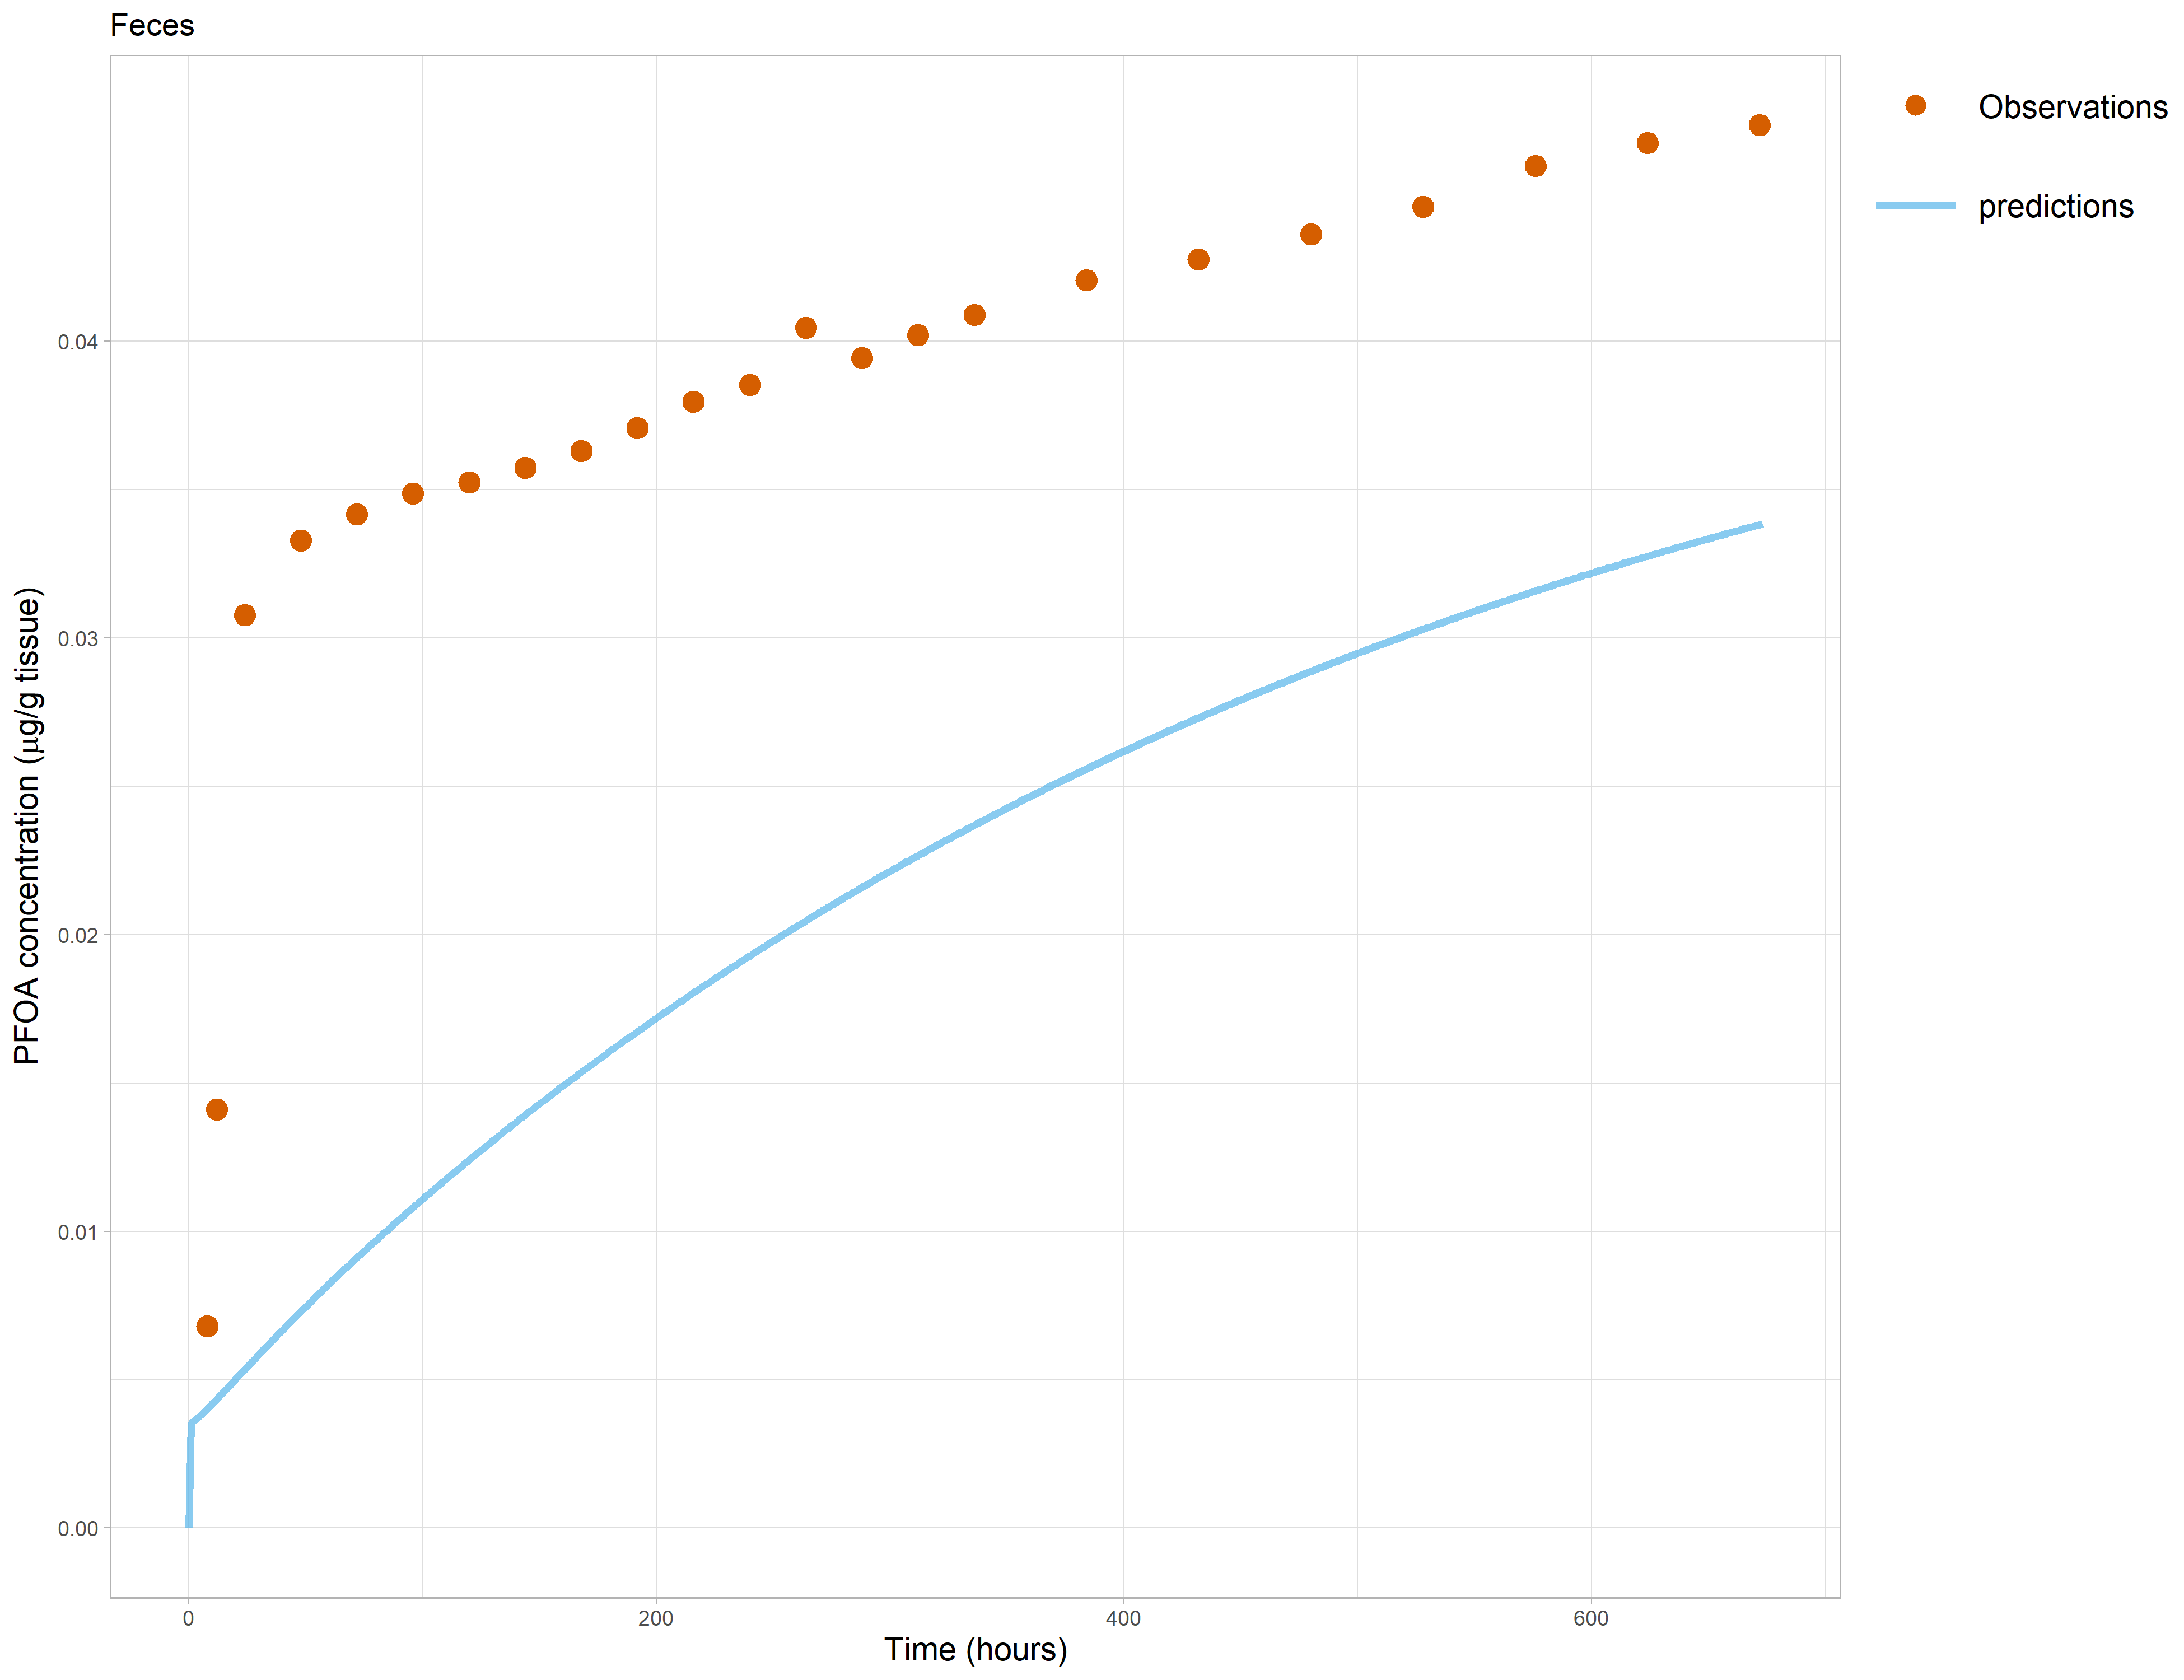 Feces
Observations
predictions
PFOA concentration (μg/g tissue)
0.04
0.03
0.02
0.01
0.00
0 200 400 600
Time (hours)